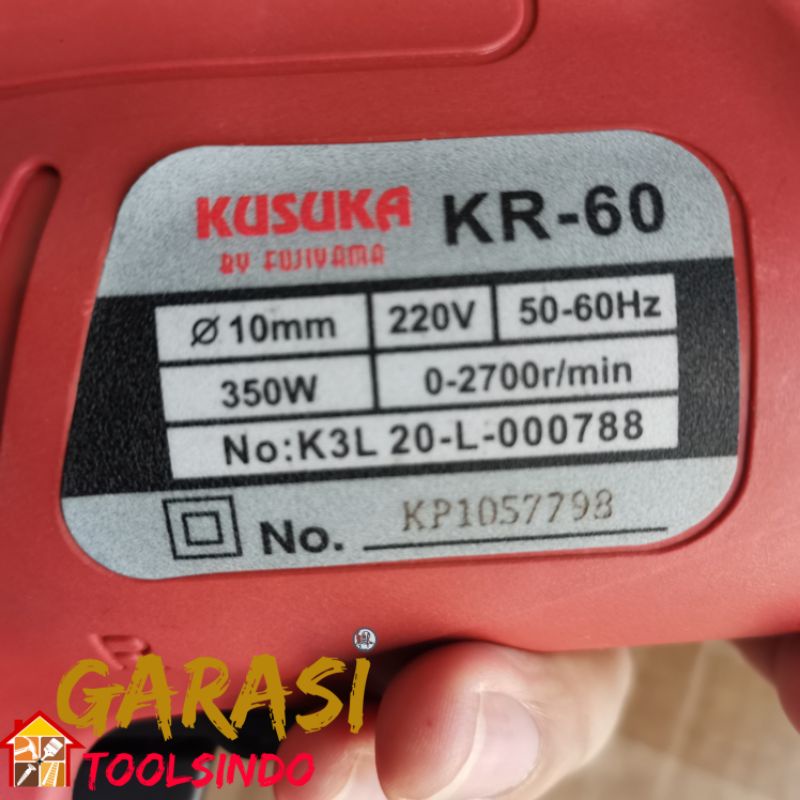 KUSUKA KR-60
BY FUJIYAMA
Ø 10mm 220V 50-60Hz
350W 0-2700r/min
No:K3L 20-L-000788
No. KP1057798
R
GARASI
TOOLSINDO